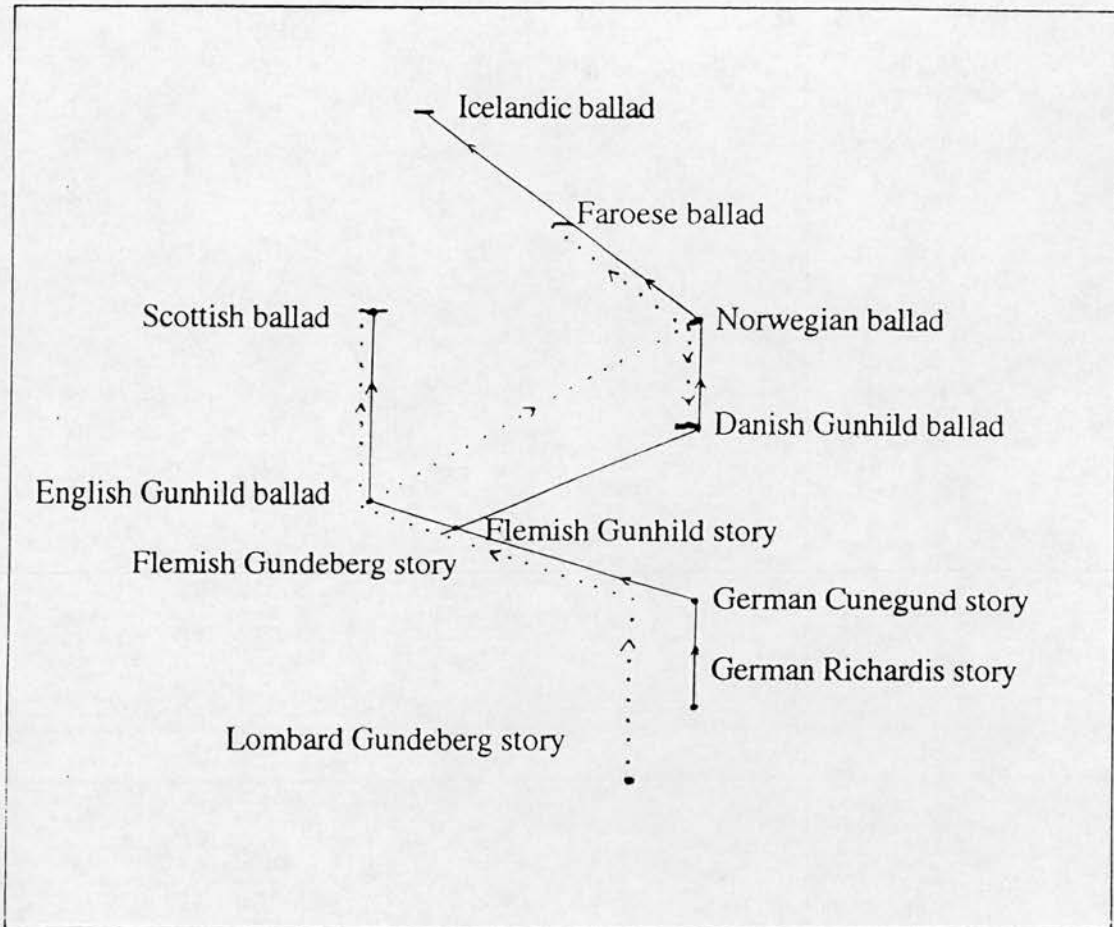 Icelandic ballad
Faroese ballad
Scottish ballad
Norwegian ballad
Danish Gunhild ballad
English Gunhild ballad
Flemish Gunhild story
Flemish Gundeberg story
German Cunegund story
German Richardis story
Lombard Gundeberg story